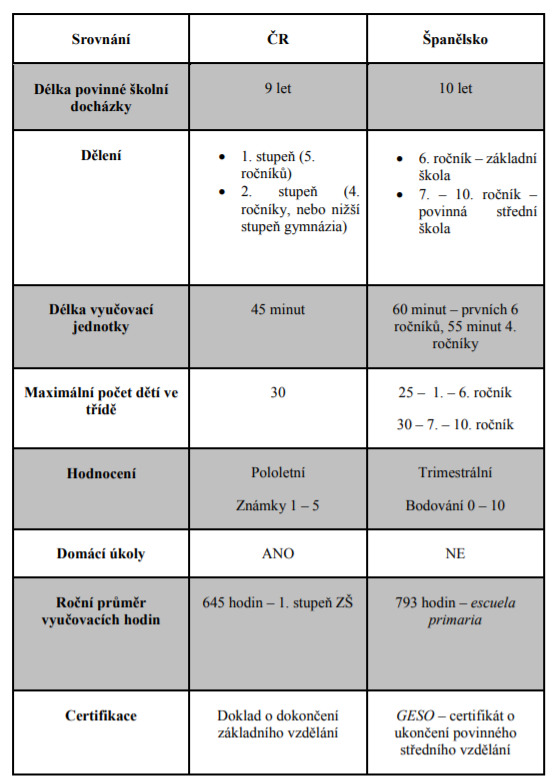 Srovnání
ČR
Španělsko
Délka povinné školní
docházky
9 let
10 let
Dělení
• 1. stupeň (5.
ročníků)
• 2. stupeň (4.
ročníky, nebo nižší
stupeň gymnázia)
• 6. ročník – základní
škola
• 7. – 10. ročník –
povinná střední
škola
Délka vyučovací
jednotky
45 minut
60 minut – prvních 6
ročníků, 55 minut 4.
ročníky
Maximální počet dětí ve
třídě
30
25 – 1. – 6. ročník
30 – 7. – 10. ročník
Hodnocení
Pololetní
Známky 1 – 5
Trimestrální
Bodování 0 – 10
Domácí úkoly
ANO
NE
Roční průměr
vyučovacích hodin
645 hodin – 1. stupeň ZŠ
793 hodin – escuela
primaria
Certifikace
Doklad o dokončení
základního vzdělání
GESO – certifikát o
ukončení povinného
středního vzdělání